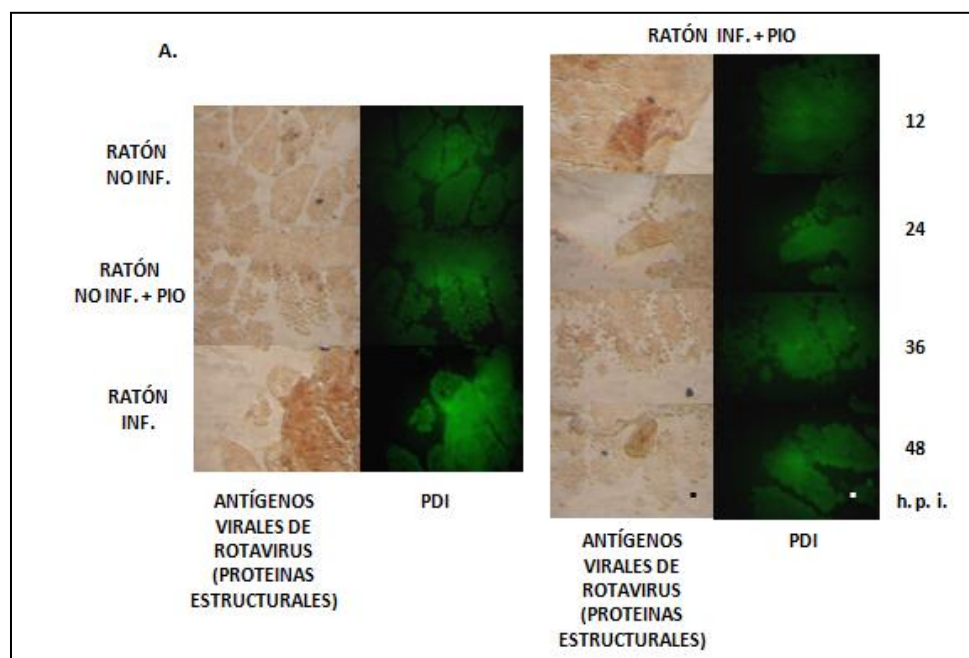 A.
RATÓN
NO INF.
RATÓN
NO INF. + PIO
RATÓN
INF.
ANTÍGENOS
VIRALES DE
ROTAVIRUS
(PROTEINAS
ESTRUCTURALES)
PDI
RATÓN INF. + PIO
12
24
36
48
h. p. i.
ANTÍGENOS
VIRALES DE
ROTAVIRUS
(PROTEINAS
ESTRUCTURALES)
PDI